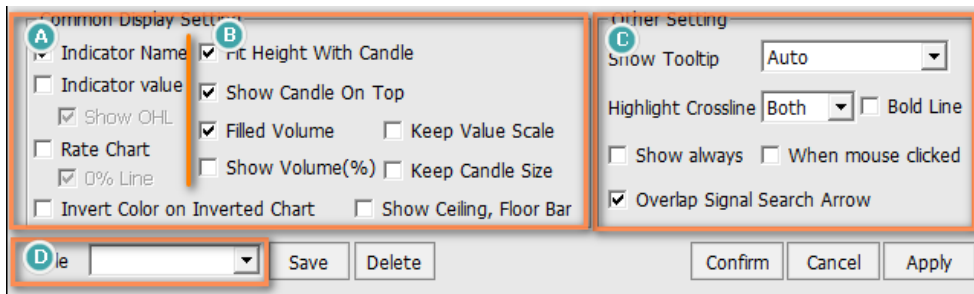 Common Display Setting
Other Setting
A
B
C
Indicator Name
Fit Height With Candle
Show Tooltip
Auto
Indicator value
Show Candle On Top
Show OHL
Highlight Crossline
Both
Bold Line
Filled Volume
Keep Value Scale
Rate Chart
Show Volume(%)
Keep Candle Size
Show always
When mouse clicked
0% Line
Invert Color on Inverted Chart
Show Ceiling, Floor Bar
Overlap Signal Search Arrow
D
Save
Delete
Confirm
Cancel
Apply